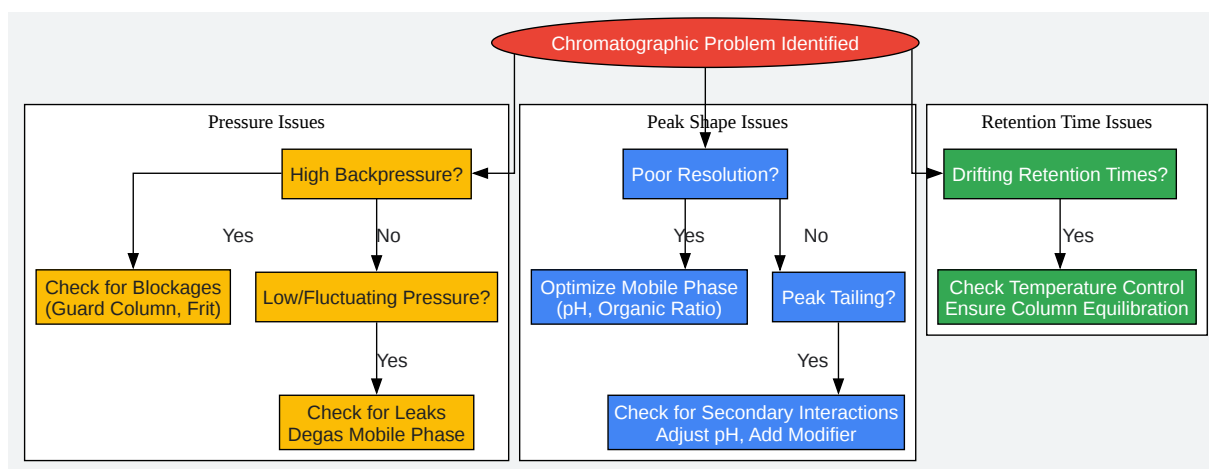 Chromatographic Problem Identified
Pressure Issues
High Backpressure?
Yes
No
Check for Blockages
(Guard Column, Frit)
Low/Fluctuating Pressure?
Yes
Check for Leaks
Degas Mobile Phase
Peak Shape Issues
Poor Resolution?
Yes
No
Optimize Mobile Phase
(pH, Organic Ratio)
Peak Tailing?
Yes
Check for Secondary Interactions
Adjust pH, Add Modifier
Retention Time Issues
Drifting Retention Times?
Yes
Check Temperature Control
Ensure Column Equilibration